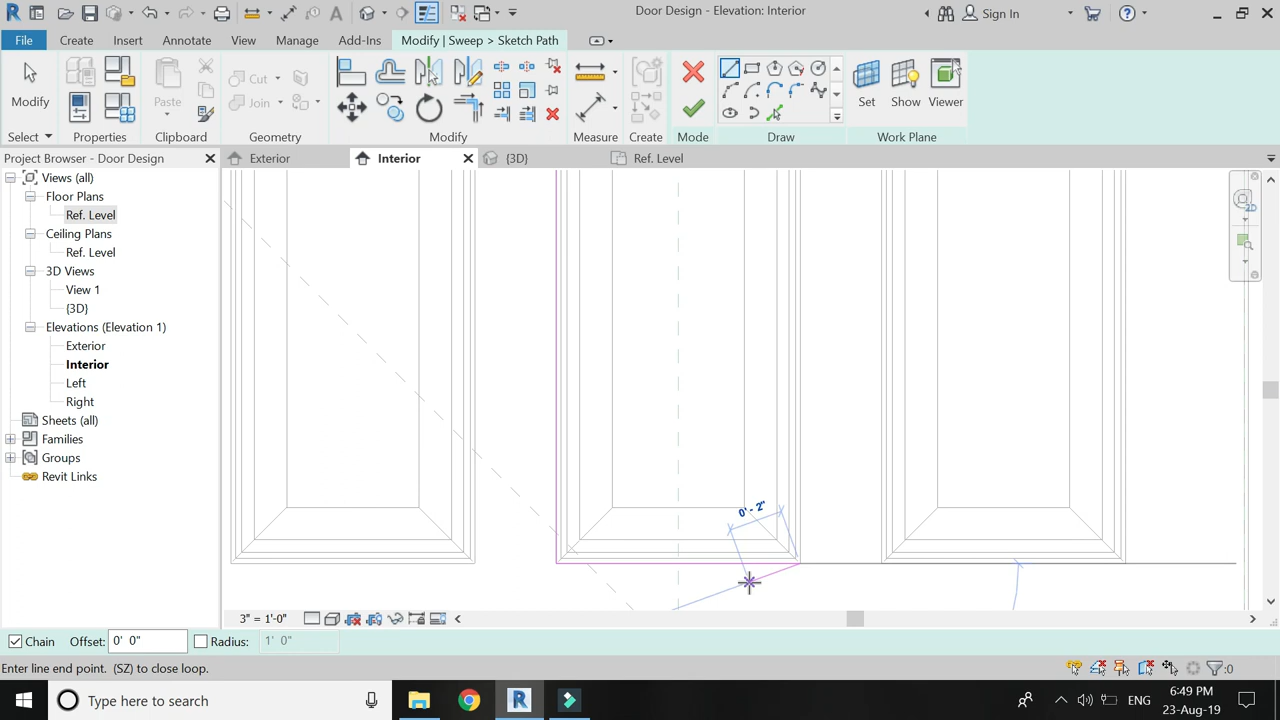 Door Design - Elevation: Interior
Sign In
File
Create
Insert
Annotate
View
Manage
Add-Ins
Modify | Sweep > Sketch Path
Modify
Paste
Cut
Join
Set
Show
Viewer
Select
Properties
Clipboard
Geometry
Modify
Measure
Create
Mode
Draw
Work Plane
Project Browser - Door Design
Exterior
Interior
{3D}
Ref. Level
Views (all)
Floor Plans
Ref. Level
Ceiling Plans
Ref. Level
3D Views
View 1
{3D}
Elevations (Elevation 1)
Exterior
Interior
Left
Right
Sheets (all)
Families
Groups
Revit Links
0' - 2"
3" = 1'-0"
Chain
Offset: 0' 0"
Radius: 1' 0"
Enter line end point. (SZ) to close loop.
:0
Type here to search
ENG
6:49 PM
23-Aug-19